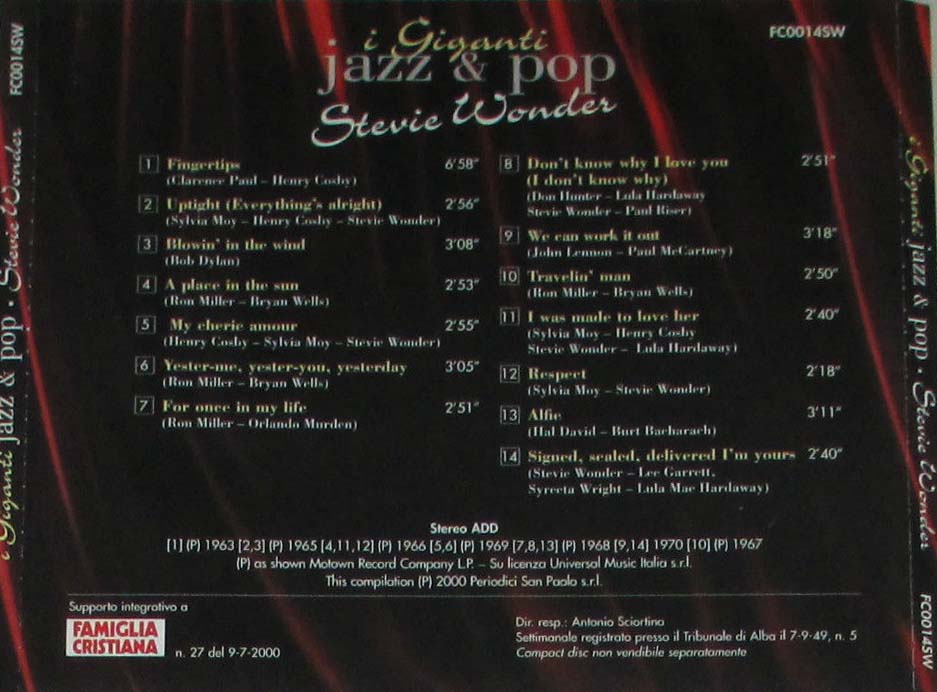 FC0014SW
i Giganti
jazz & pop
Stevie Wonder
FC0014SW
i Giganti jazz & pop · Stevie Wonder
1 Fingertips 6'58"
(Clarence Paul – Henry Cosby)
2 Uptight (Everything's alright) 2'56"
(Sylvia Moy – Henry Cosby – Stevie Wonder)
3 Blowin' in the wind 3'08"
(Bob Dylan)
4 A place in the sun 2'53"
(Ron Miller – Bryan Wells)
5 My cherie amour 2'55"
(Henry Cosby – Sylvia Moy – Stevie Wonder)
6 Yester-me, yester-you, yesterday 3'05"
(Ron Miller – Bryan Wells)
7 For once in my life 2'51"
(Ron Miller – Orlando Murden)
8 Don't know why I love you 2'51"
(I don't know why)
(Don Hunter – Lula Hardaway
Stevie Wonder – Paul Riser)
9 We can work it out 3'18"
(John Lennon – Paul McCartney)
10 Travelin' man 2'50"
(Ron Miller – Bryan Wells)
11 I was made to love her 2'40"
(Sylvia Moy – Henry Cosby
Stevie Wonder – Lula Hardaway)
12 Respect 2'18"
(Sylvia Moy – Stevie Wonder)
13 Alfie 3'11"
(Hal David – Burt Bacharach)
14 Signed, sealed, delivered I'm yours 2'40"
(Stevie Wonder – Lee Garrett,
Syreeta Wright – Lula Mae Hardaway)
Stereo ADD
[1] (P) 1963 [2,3] (P) 1965 [4,11,12] (P) 1966 [5,6] (P) 1969 [7,8,13] (P) 1968 [9,14] 1970 [10] (P) 1967
(P) as shown Motown Record Company L.P. – Su licenza Universal Music Italia s.r.l.
This compilation (P) 2000 Periodici San Paolo s.r.l.
Supporto integrativo a
FAMIGLIA
CRISTIANA
n. 27 del 9-7-2000
Dir. resp.: Antonio Sciortino
Settimanale registrato presso il Tribunale di Alba il 7-9-49, n. 5
Compact disc non vendibile separatamente
i Giganti jazz & pop · Stevie Wonder
FC0014SW